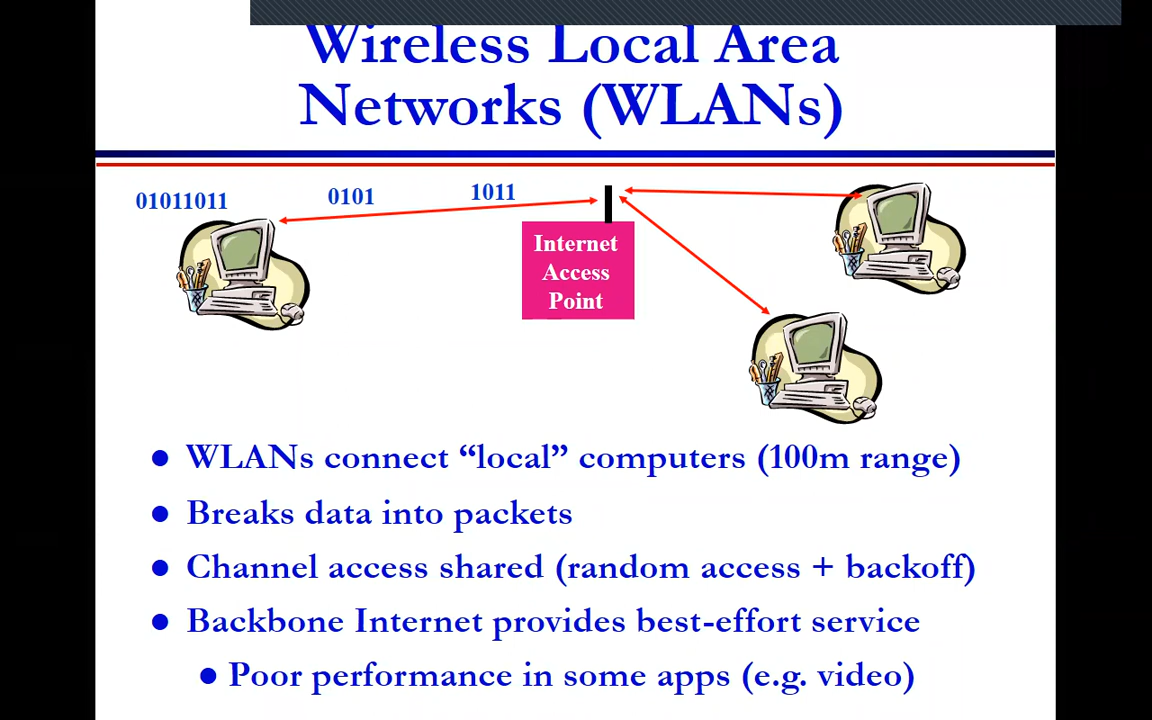 Wireless Local Area
Networks (WLANs)
01011011
0101
1011
Internet
Access
Point
● WLANs connect “local” computers (100m range)
● Breaks data into packets
● Channel access shared (random access + backoff)
● Backbone Internet provides best-effort service
● Poor performance in some apps (e.g. video)